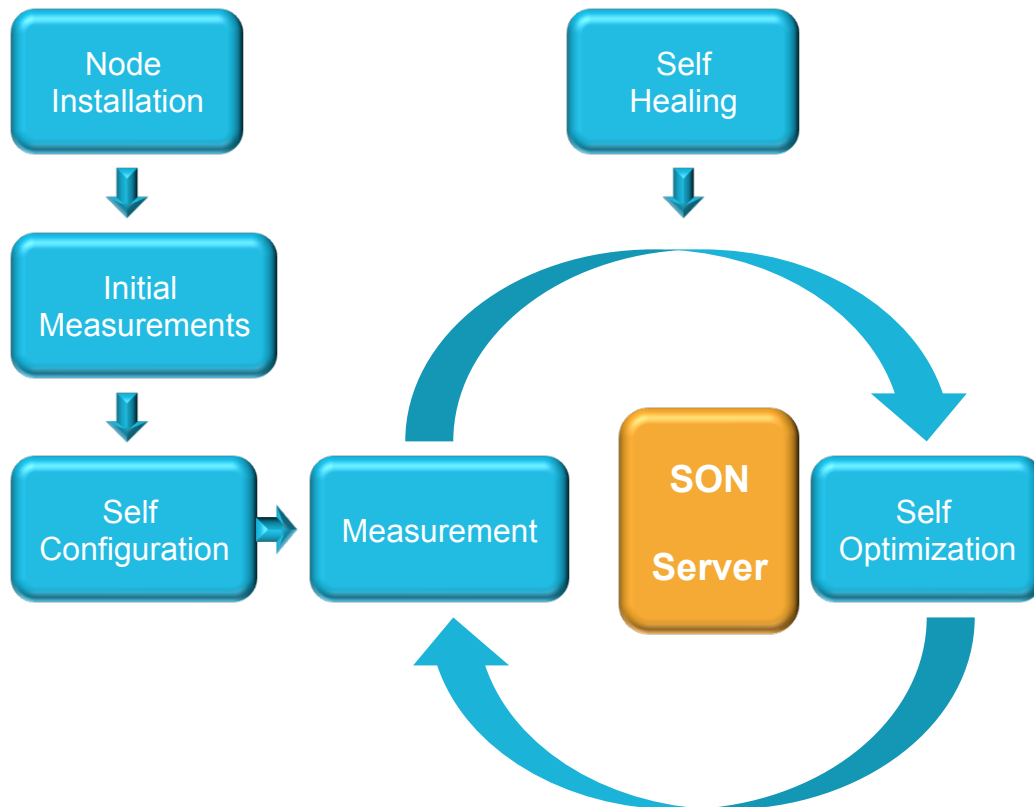 Node
Installation
Self
Healing
Initial
Measurements
Self
Configuration
Measurement
SON
Server
Self
Optimization